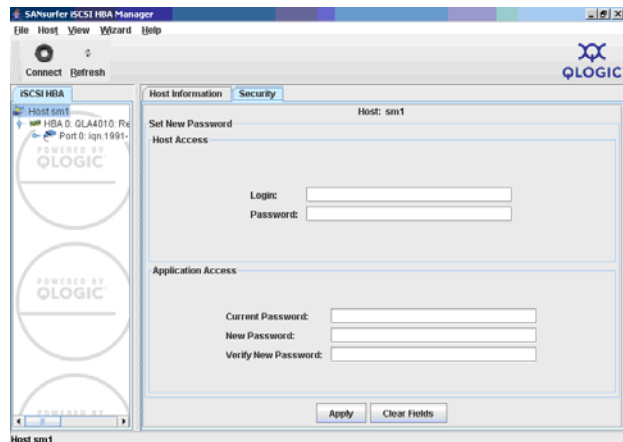 SANsurfer iSCSI HBA Manager
File Host View Wizard Help
Connect Refresh
QLOGIC
iSCSI HBA
Host Information Security
Host sm1
HBA 0: QLA4010: Re
Port 0: iqn.1991-
POWERED BY
QLOGIC
POWERED BY
QLOGIC
POWERED BY
Host: sm1
Set New Password
Host Access
Login:
Password:
Application Access
Current Password:
New Password:
Verify New Password:
Apply Clear Fields
Host sm1